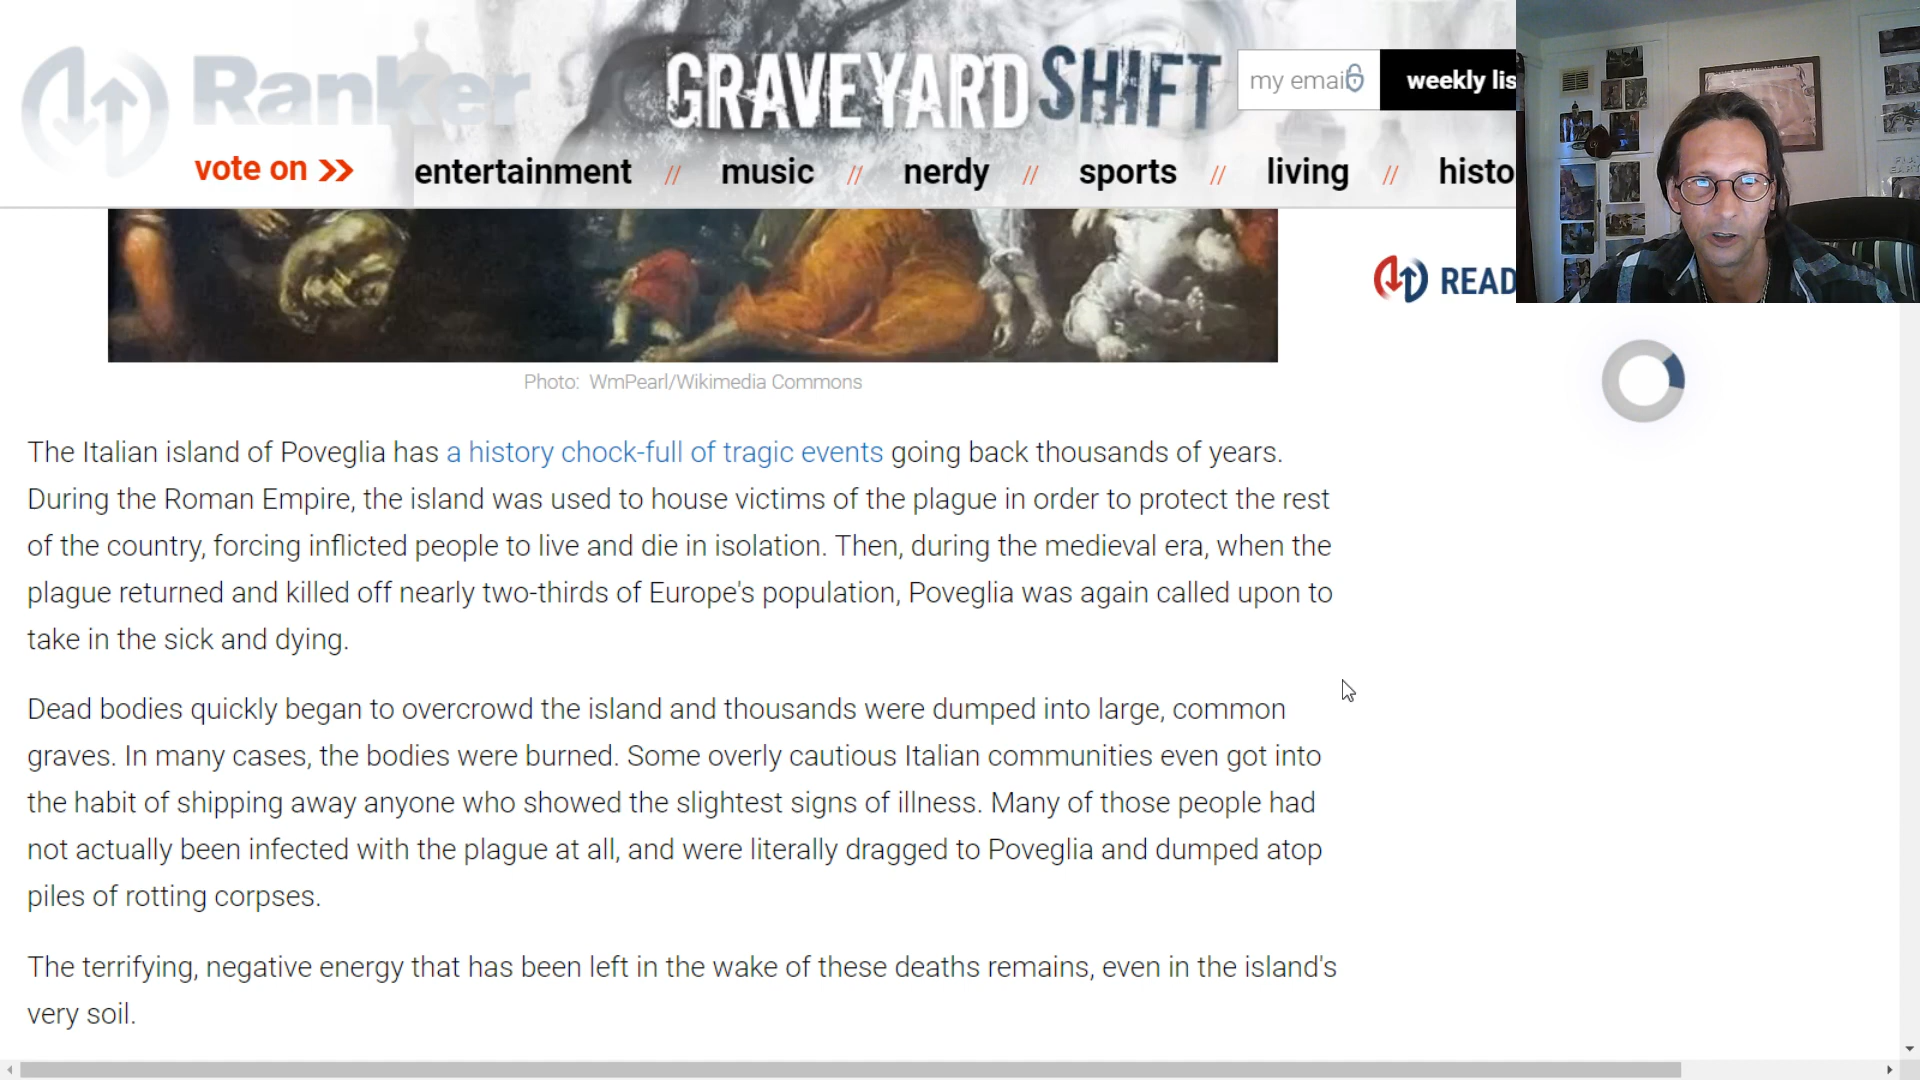 Ranker
GRAVEYARD SHIFT
my email
weekly lis
vote on >>
entertainment // music // nerdy // sports // living // histo
READ
Photo: WmPearl/Wikimedia Commons
The Italian island of Poveglia has a history chock-full of tragic events going back thousands of years.
During the Roman Empire, the island was used to house victims of the plague in order to protect the rest
of the country, forcing inflicted people to live and die in isolation. Then, during the medieval era, when the
plague returned and killed off nearly two-thirds of Europe's population, Poveglia was again called upon to
take in the sick and dying.
Dead bodies quickly began to overcrowd the island and thousands were dumped into large, common
graves. In many cases, the bodies were burned. Some overly cautious Italian communities even got into
the habit of shipping away anyone who showed the slightest signs of illness. Many of those people had
not actually been infected with the plague at all, and were literally dragged to Poveglia and dumped atop
piles of rotting corpses.
The terrifying, negative energy that has been left in the wake of these deaths remains, even in the island's
very soil.